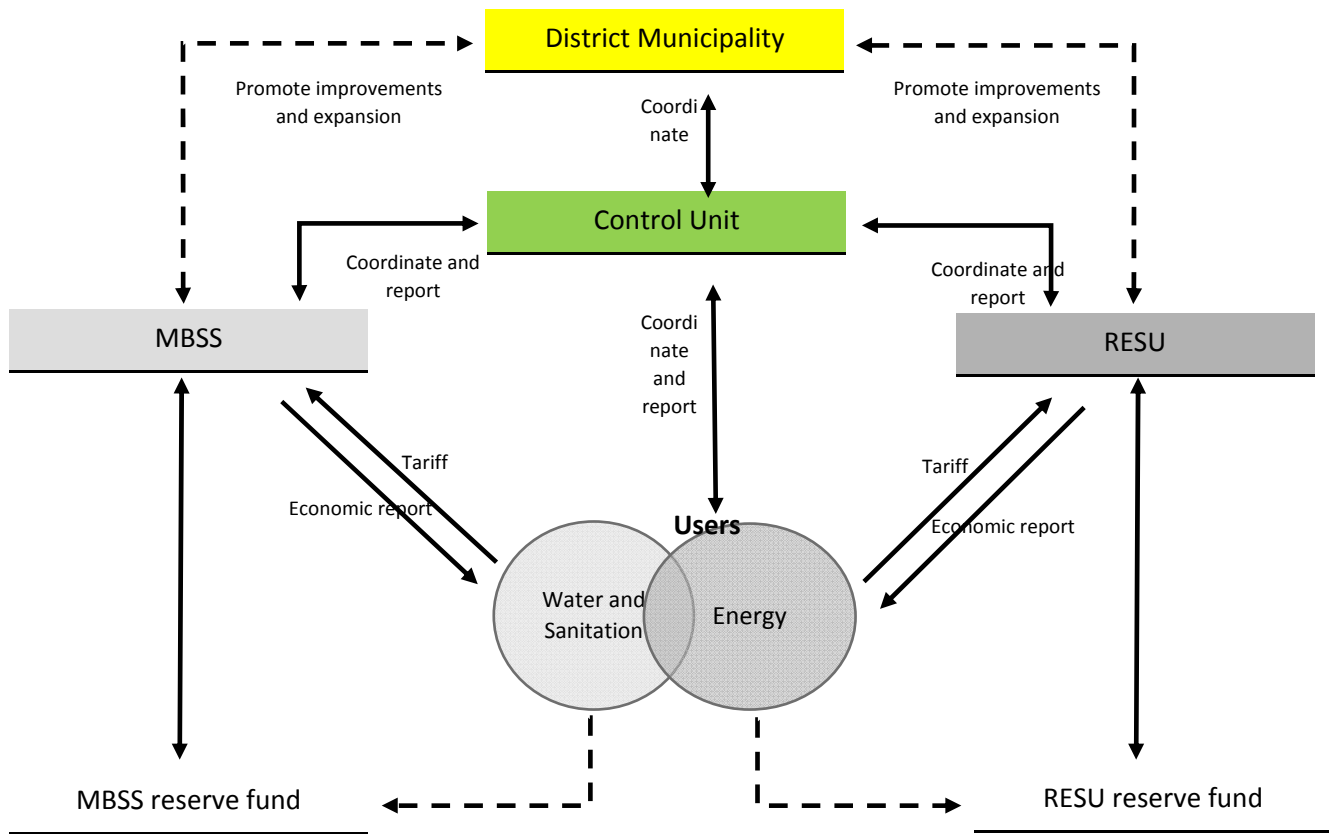 District Municipality
Promote improvements
and expansion
Coordi
nate
Promote improvements
and expansion
Control Unit
Coordinate and
report
Coordinate and
report
MBSS
Coordi
nate
and
report
RESU
Tariff
Economic report
Tariff
Economic report
Users
Water and
Sanitation
Energy
MBSS reserve fund
RESU reserve fund